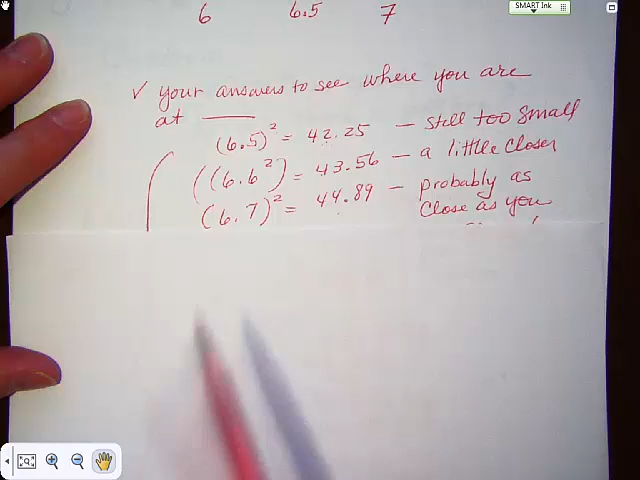 6 6.5 7
SMART Ink
✓ your answers to see where you are
at ____
(6.5)² = 42.25 — still too small
((6.6²) = 43.56 — a little closer
(6.7)² = 44.89 — probably as
close as you